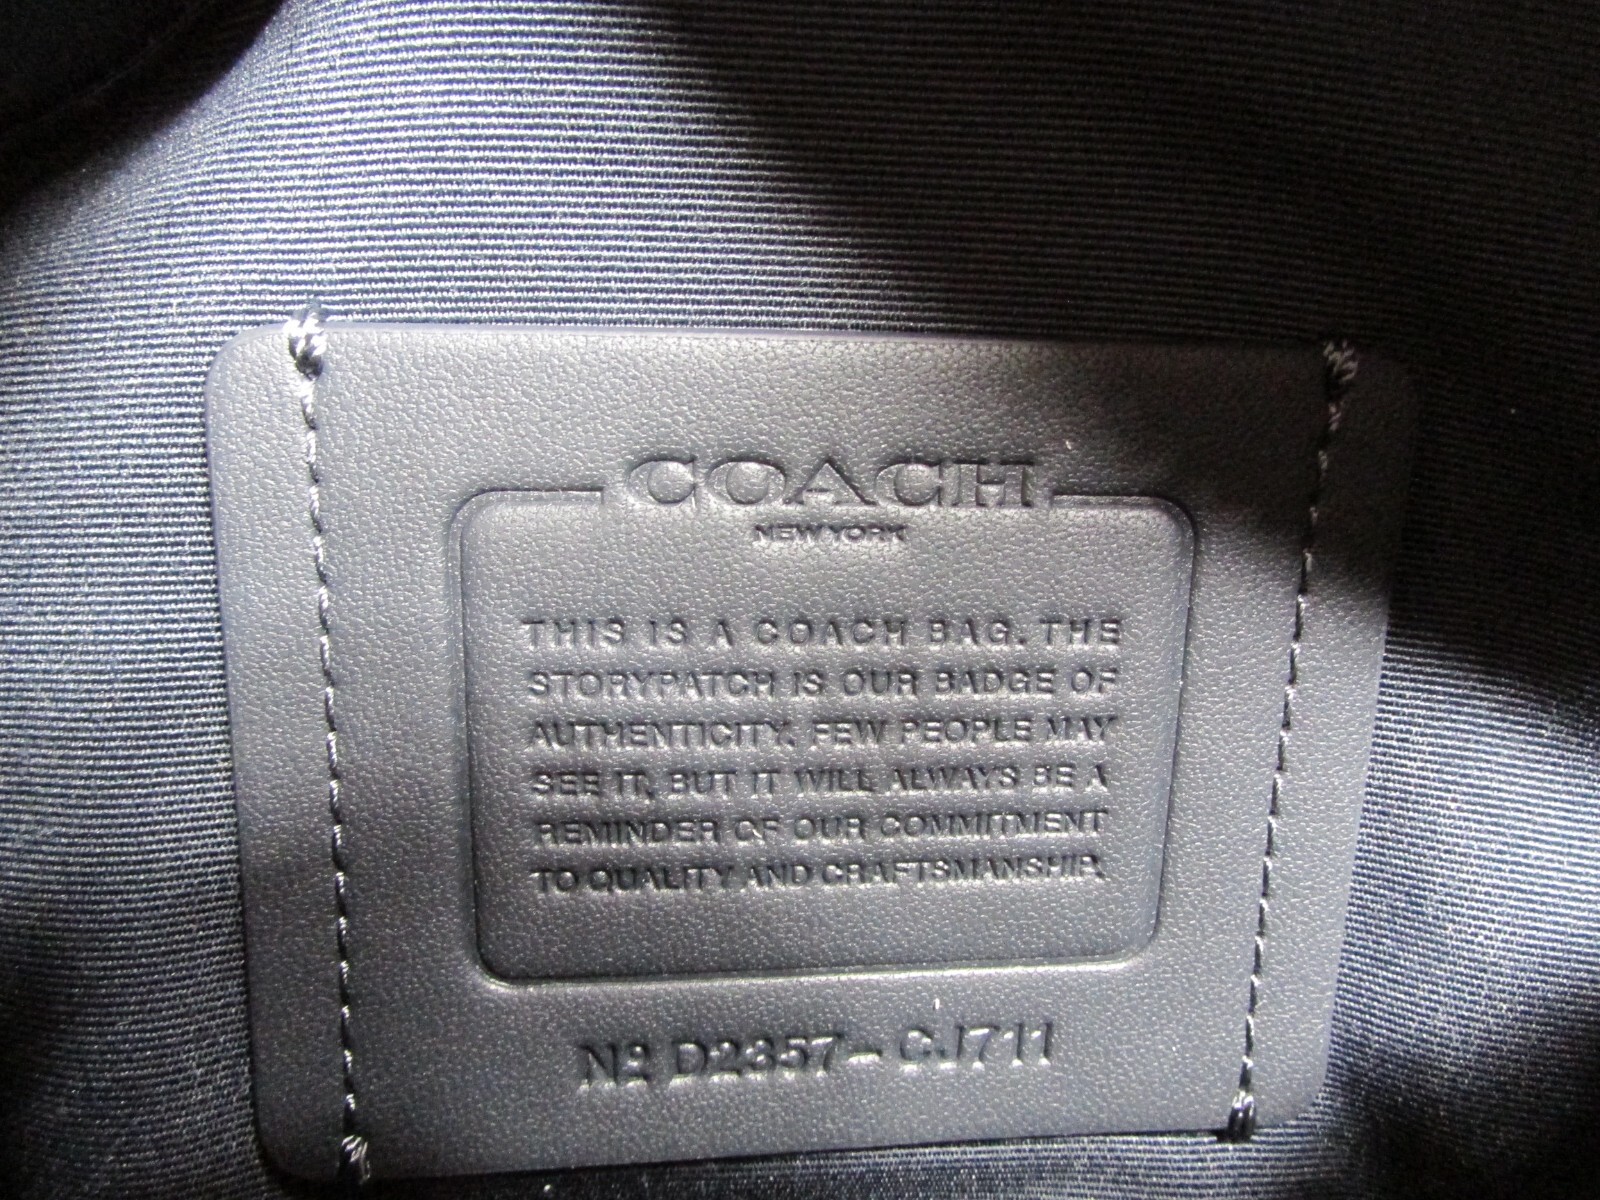 COACH
NEW YORK
THIS IS A COACH BAG. THE
STORYPATCH IS OUR BADGE OF
AUTHENTICITY. FEW PEOPLE MAY
SEE IT, BUT IT WILL ALWAYS BE A
REMINDER OF OUR COMMITMENT
TO QUALITY AND CRAFTSMANSHIP.
Nº D2357-CJ711